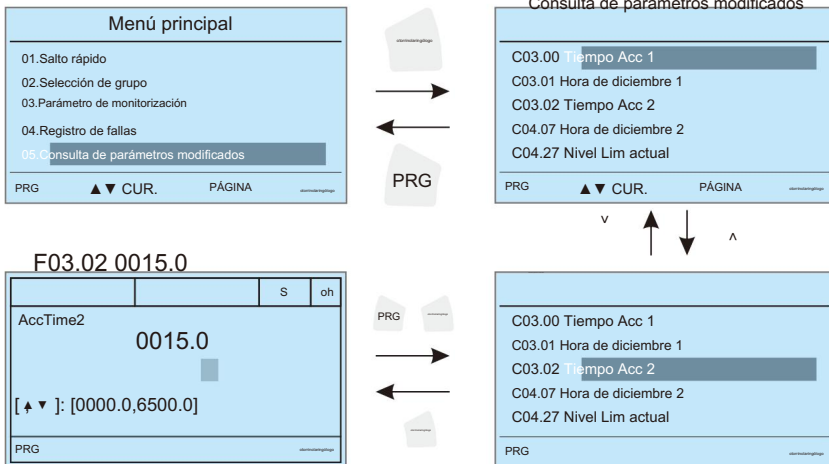 Menú principal
01.Salto rápido
02.Selección de grupo
03.Parámetro de monitorización
04.Registro de fallas
05.Consulta de parámetros modificados
PRG ▲▼ CUR. PÁGINA
PRG
Consulta de parámetros modificados
C03.00 Tiempo Acc 1
C03.01 Hora de diciembre 1
C03.02 Tiempo Acc 2
C04.07 Hora de diciembre 2
C04.27 Nivel Lim actual
PRG ▲▼ CUR. PÁGINA
v ʌ
F03.02 0015.0
S oh
AccTime2
0015.0
[ ▲▼ ]: [0000.0,6500.0]
PRG
PRG
C03.00 Tiempo Acc 1
C03.01 Hora de diciembre 1
C03.02 Tiempo Acc 2
C04.07 Hora de diciembre 2
C04.27 Nivel Lim actual
PRG